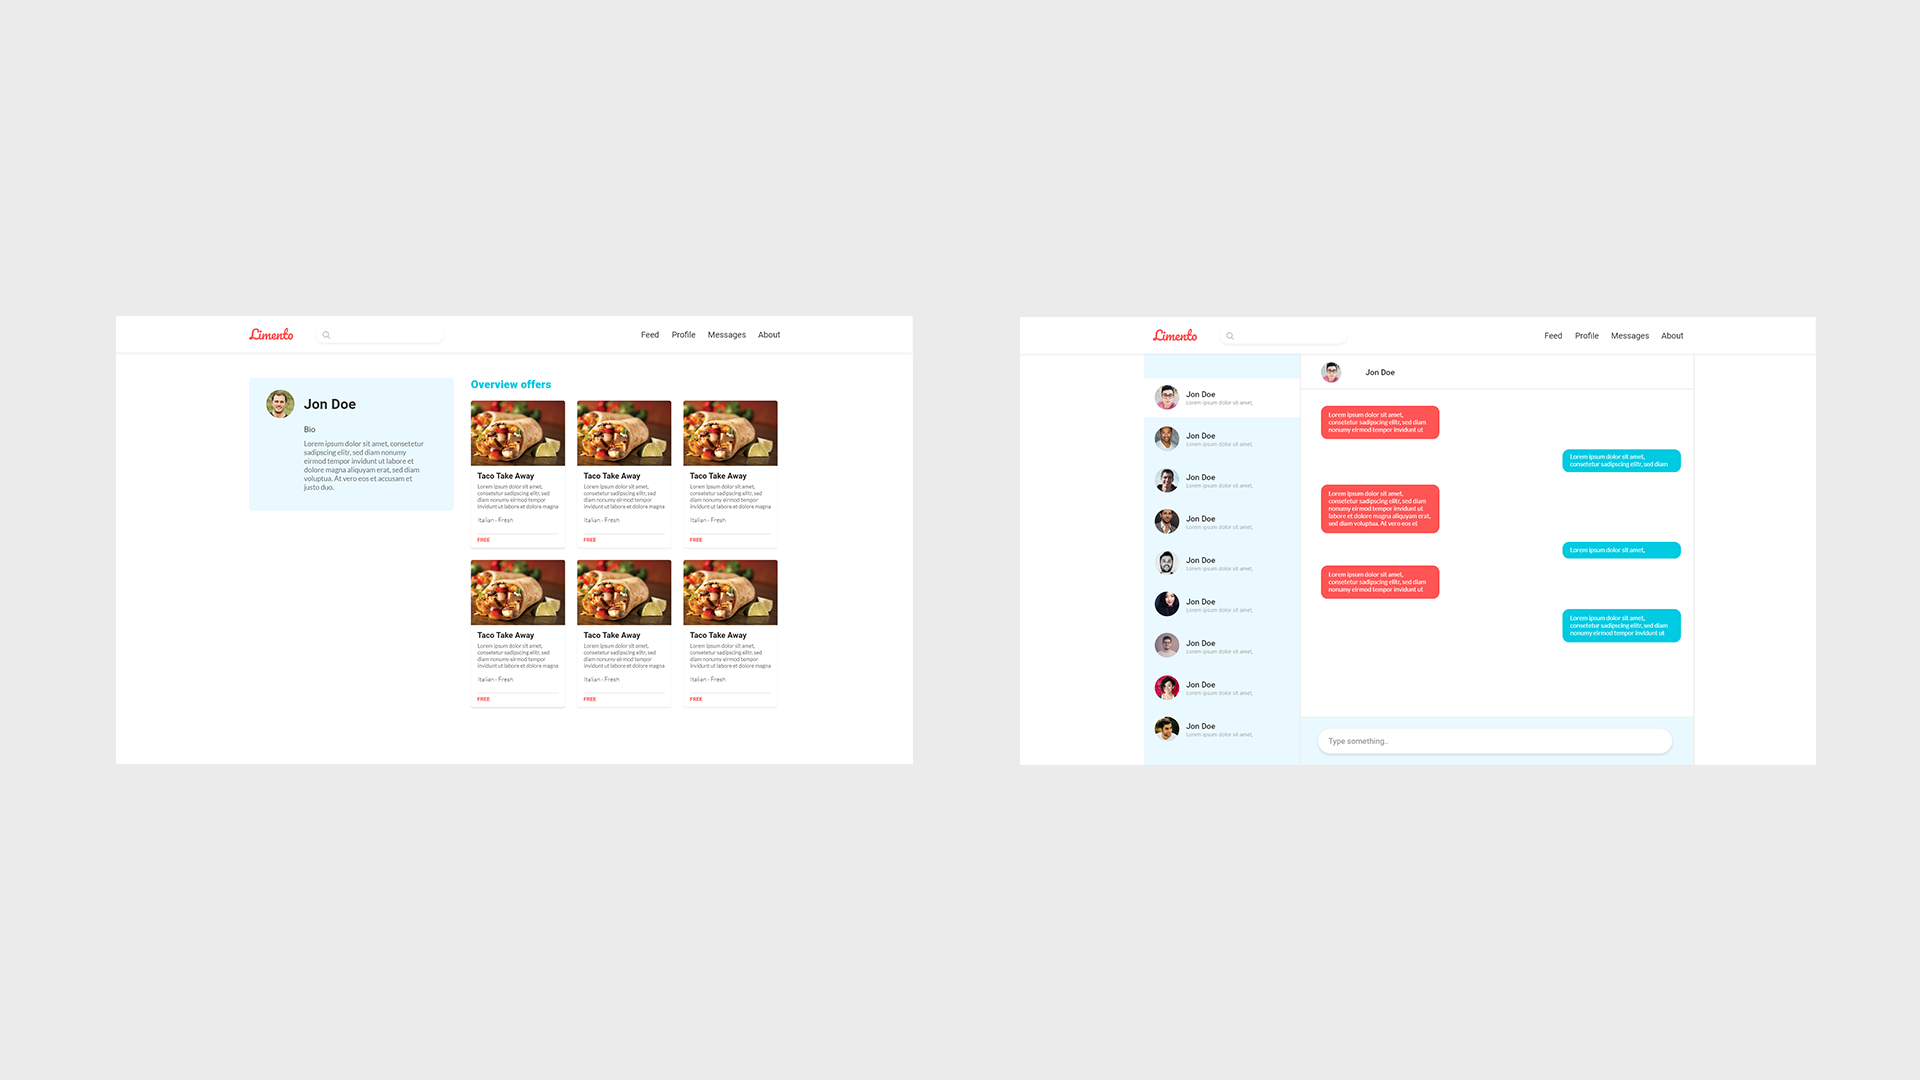 Limento
Feed Profile Messages About
Jon Doe
Bio
Lorem ipsum dolor sit amet, consetetur
sadipscing elitr, sed diam nonumy
eirmod tempor invidunt ut labore et
dolore magna aliquyam erat, sed diam
voluptua. At vero eos et accusam et
justo duo.
Overview offers
Taco Take Away
Lorem ipsum dolor sit amet,
consetetur sadipscing elitr, sed
diam nonumy eirmod tempor
invidunt ut labore et dolore magna
Italian - Fresh
FREE
Taco Take Away
Lorem ipsum dolor sit amet,
consetetur sadipscing elitr, sed
diam nonumy eirmod tempor
invidunt ut labore et dolore magna
Italian - Fresh
FREE
Taco Take Away
Lorem ipsum dolor sit amet,
consetetur sadipscing elitr, sed
diam nonumy eirmod tempor
invidunt ut labore et dolore magna
Italian - Fresh
FREE
Taco Take Away
Lorem ipsum dolor sit amet,
consetetur sadipscing elitr, sed
diam nonumy eirmod tempor
invidunt ut labore et dolore magna
Italian - Fresh
FREE
Taco Take Away
Lorem ipsum dolor sit amet,
consetetur sadipscing elitr, sed
diam nonumy eirmod tempor
invidunt ut labore et dolore magna
Italian - Fresh
FREE
Taco Take Away
Lorem ipsum dolor sit amet,
consetetur sadipscing elitr, sed
diam nonumy eirmod tempor
invidunt ut labore et dolore magna
Italian - Fresh
FREE
Limento
Feed Profile Messages About
Jon Doe
Lorem ipsum dolor sit amet,
Jon Doe
Lorem ipsum dolor sit amet,
Jon Doe
Lorem ipsum dolor sit amet,
Jon Doe
Lorem ipsum dolor sit amet,
Jon Doe
Lorem ipsum dolor sit amet,
Jon Doe
Lorem ipsum dolor sit amet,
Jon Doe
Lorem ipsum dolor sit amet,
Jon Doe
Lorem ipsum dolor sit amet,
Jon Doe
Lorem ipsum dolor sit amet,
Jon Doe
Lorem ipsum dolor sit amet,
consetetur sadipscing elitr, sed diam
nonumy eirmod tempor invidunt ut
Lorem ipsum dolor sit amet,
consetetur sadipscing elitr, sed diam
Lorem ipsum dolor sit amet,
consetetur sadipscing elitr, sed diam
nonumy eirmod tempor invidunt ut
labore et dolore magna aliquyam erat,
sed diam voluptua. At vero eos et
Lorem ipsum dolor sit amet,
Lorem ipsum dolor sit amet,
consetetur sadipscing elitr, sed diam
nonumy eirmod tempor invidunt ut
Lorem ipsum dolor sit amet,
consetetur sadipscing elitr, sed diam
nonumy eirmod tempor invidunt ut
Type something..